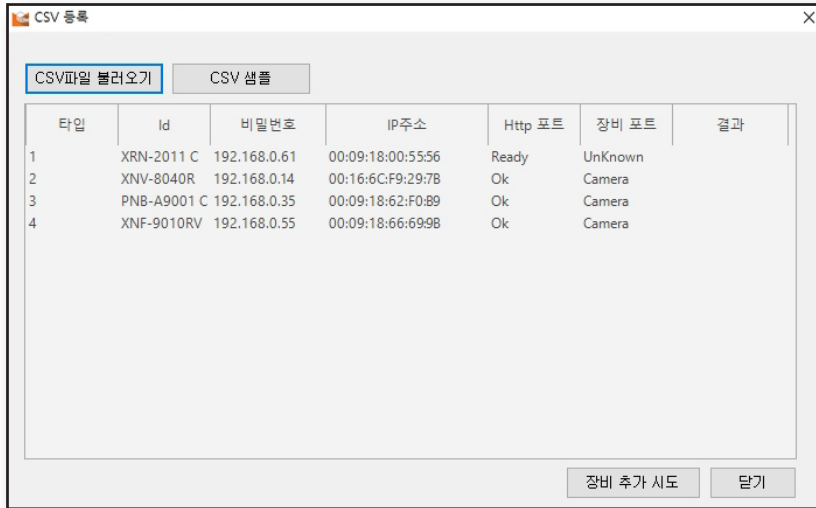 CSV 등록
CSV파일 불러오기 CSV 샘플
타입 Id 비밀번호 IP주소 Http 포트 장비 포트 결과
1 XRN-2011 C 192.168.0.61 00:09:18:00:55:56 Ready UnKnown
2 XNV-8040R 192.168.0.14 00:16:6C:F9:29:7B Ok Camera
3 PNB-A9001 C 192.168.0.35 00:09:18:62:F0:B9 Ok Camera
4 XNF-9010RV 192.168.0.55 00:09:18:66:69:9B Ok Camera
장비 추가 시도 닫기